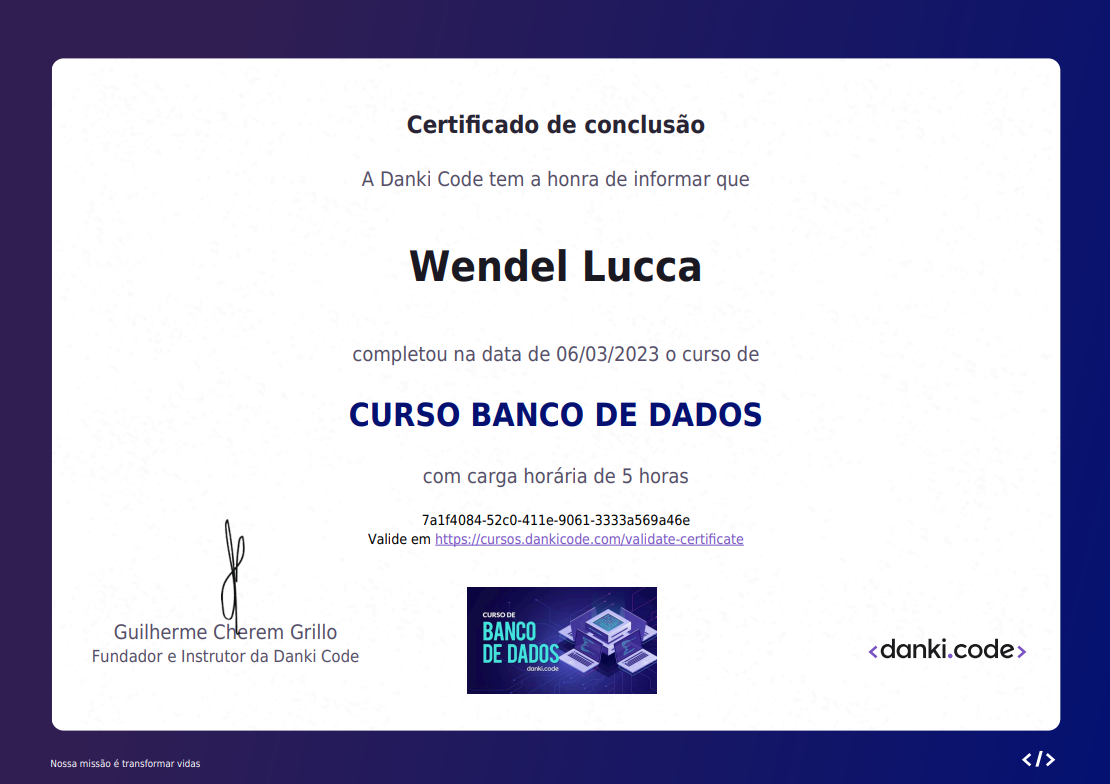 Certificado de conclusão
A Danki Code tem a honra de informar que
Wendel Lucca
completou na data de 06/03/2023 o curso de
CURSO BANCO DE DADOS
com carga horária de 5 horas
7a1f4084-52c0-411e-9061-3333a569a46e
Valide em https://cursos.dankicode.com/validate-certificate
Guilherme Cherem Grillo
Fundador e Instrutor da Danki Code
CURSO DE
BANCO
DE DADOS
danki.code
<danki.code>
Nossa missão é transformar vidas
</>